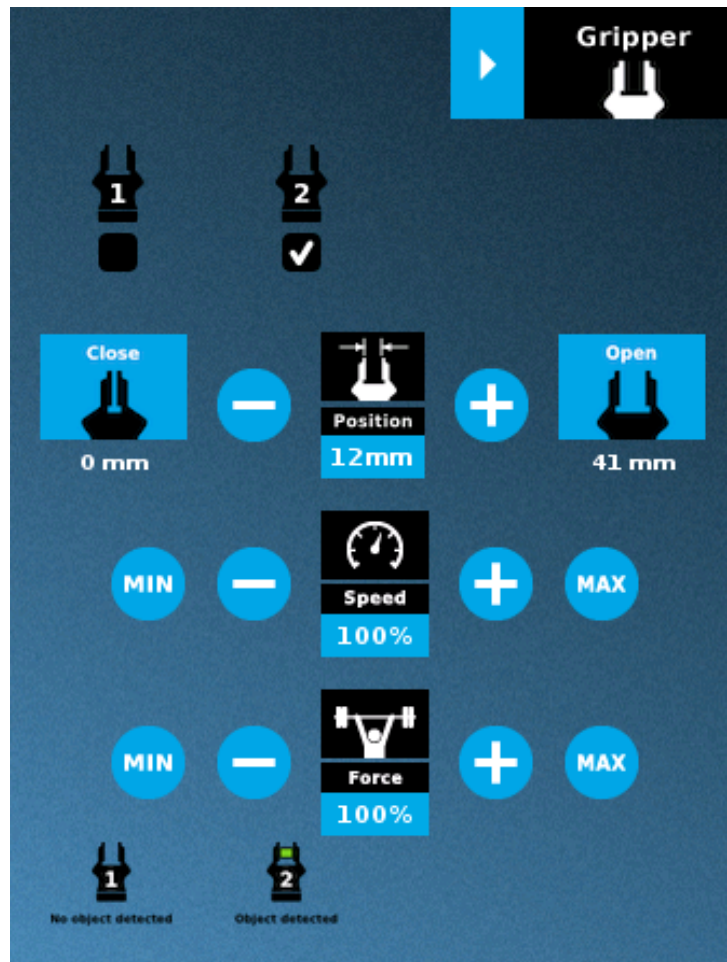 Gripper
1
2
Close
Open
Position
12mm
0 mm
41 mm
MIN
MAX
Speed
100%
MIN
MAX
Force
100%
1
2
No object detected
Object detected